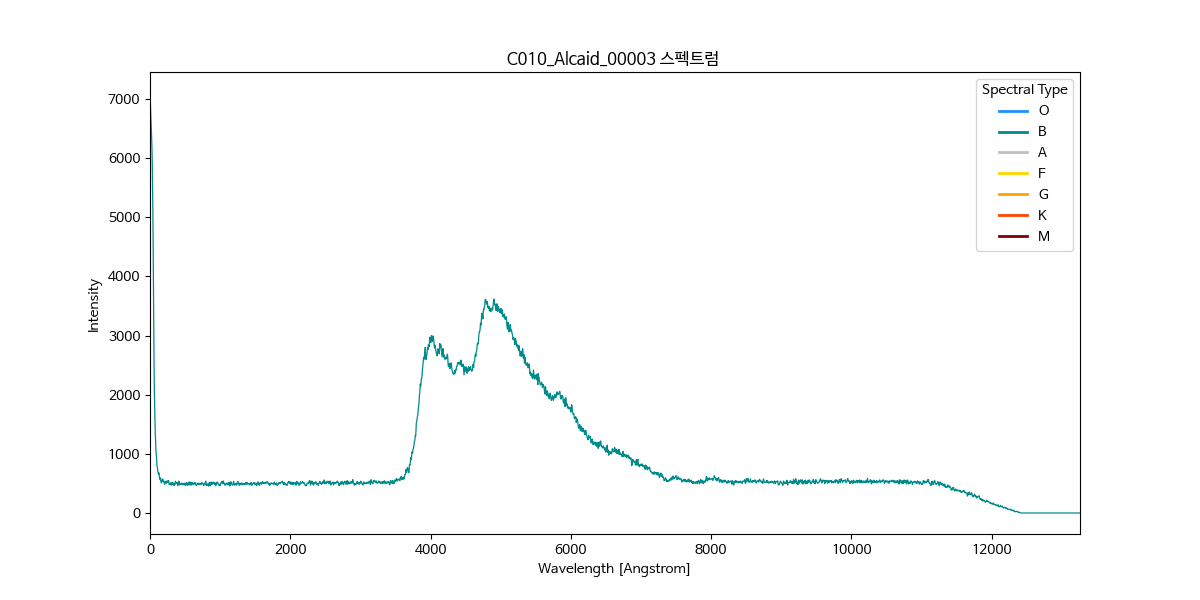 C010_Alcaid_00003 스펙트럼
Intensity
7000
6000
5000
4000
3000
2000
1000
0
0
2000
4000
6000
8000
10000
12000
Wavelength [Angstrom]
Spectral Type
O
B
A
F
G
K
M